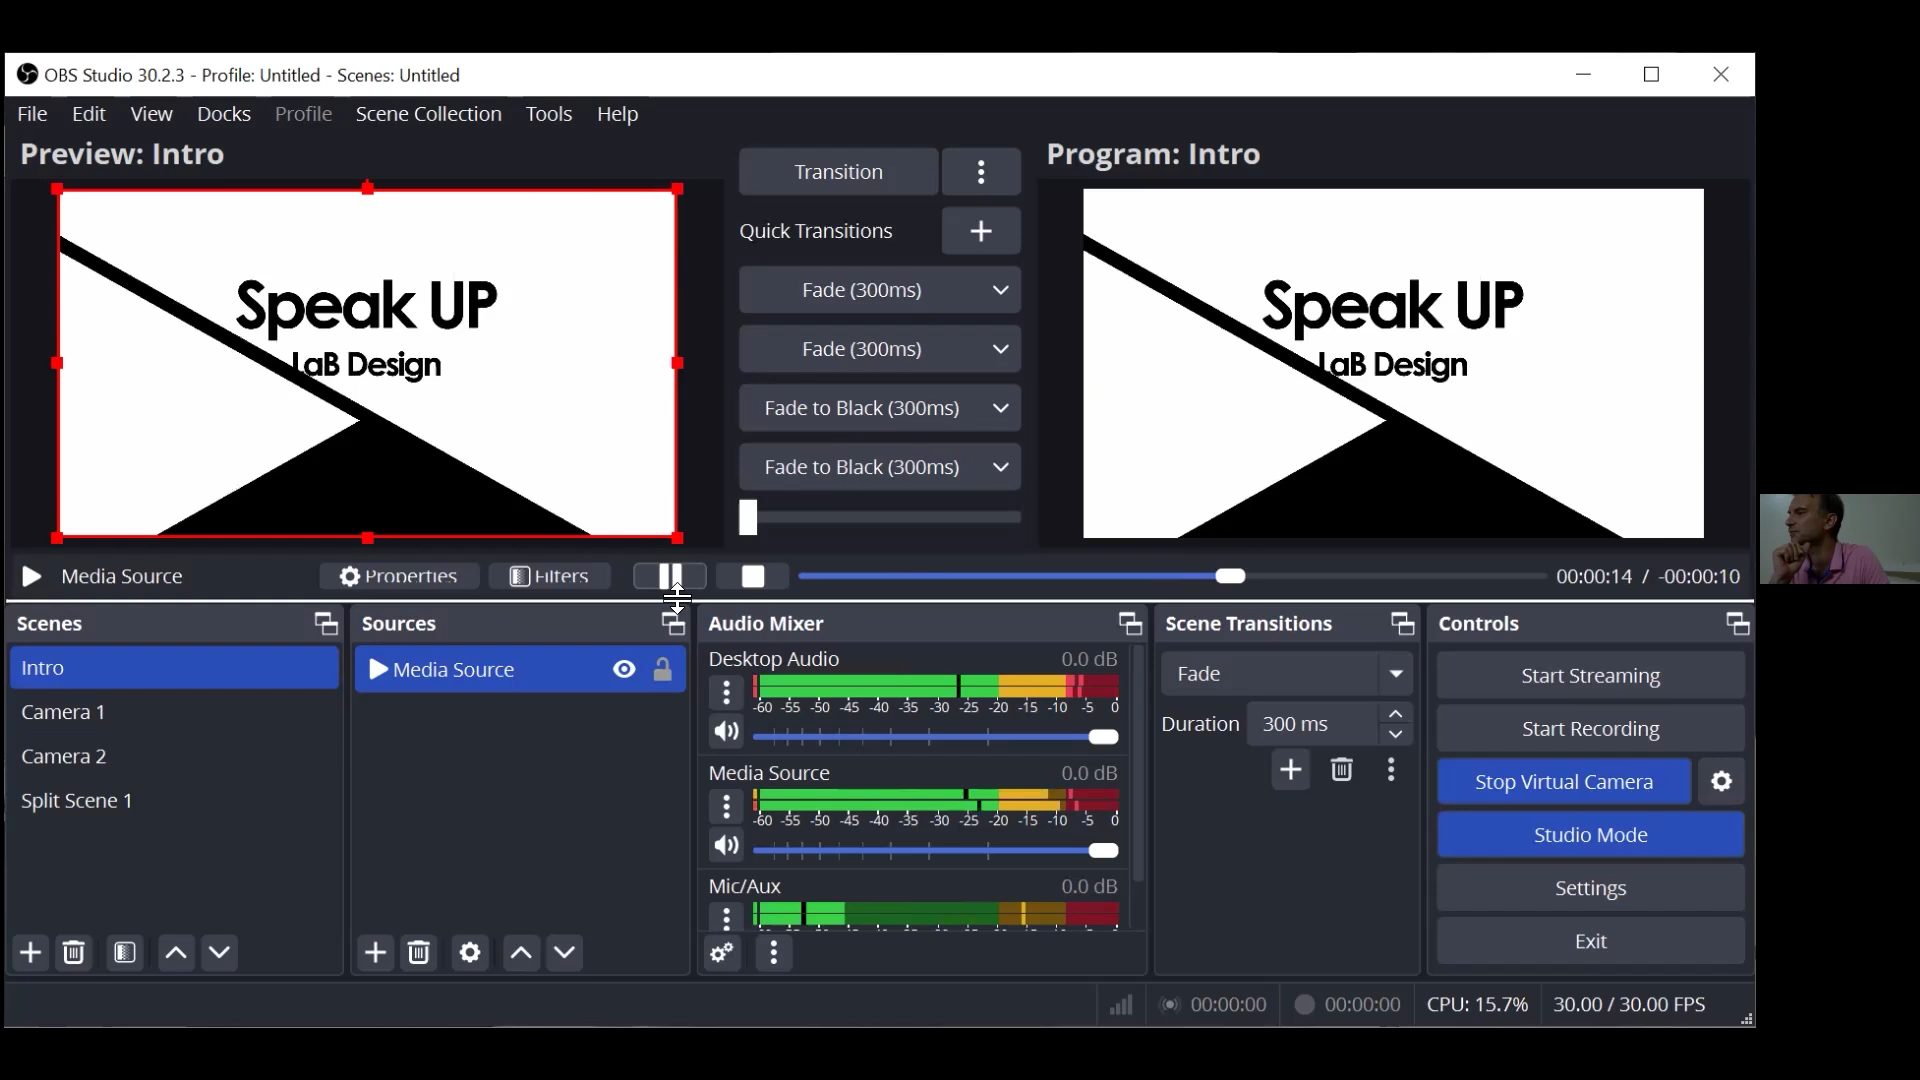 OBS Studio 30.2.3 - Profile: Untitled - Scenes: Untitled
File Edit View Docks Profile Scene Collection Tools Help
Preview: Intro
Speak UP
LaB Design
Transition
Quick Transitions
Fade (300ms)
Fade (300ms)
Fade to Black (300ms)
Fade to Black (300ms)
Program: Intro
Speak UP
LaB Design
Media Source Properties Filters 00:00:14 / -00:00:10
Scenes
Intro
Camera 1
Camera 2
Split Scene 1
Sources
Media Source
Audio Mixer
Desktop Audio 0.0 dB
-60 -55 -50 -45 -40 -35 -30 -25 -20 -15 -10 -5 0
Media Source 0.0 dB
-60 -55 -50 -45 -40 -35 -30 -25 -20 -15 -10 -5 0
Mic/Aux 0.0 dB
Scene Transitions
Fade
Duration 300 ms
Controls
Start Streaming
Start Recording
Stop Virtual Camera
Studio Mode
Settings
Exit
00:00:00 00:00:00 CPU: 15.7% 30.00 / 30.00 FPS